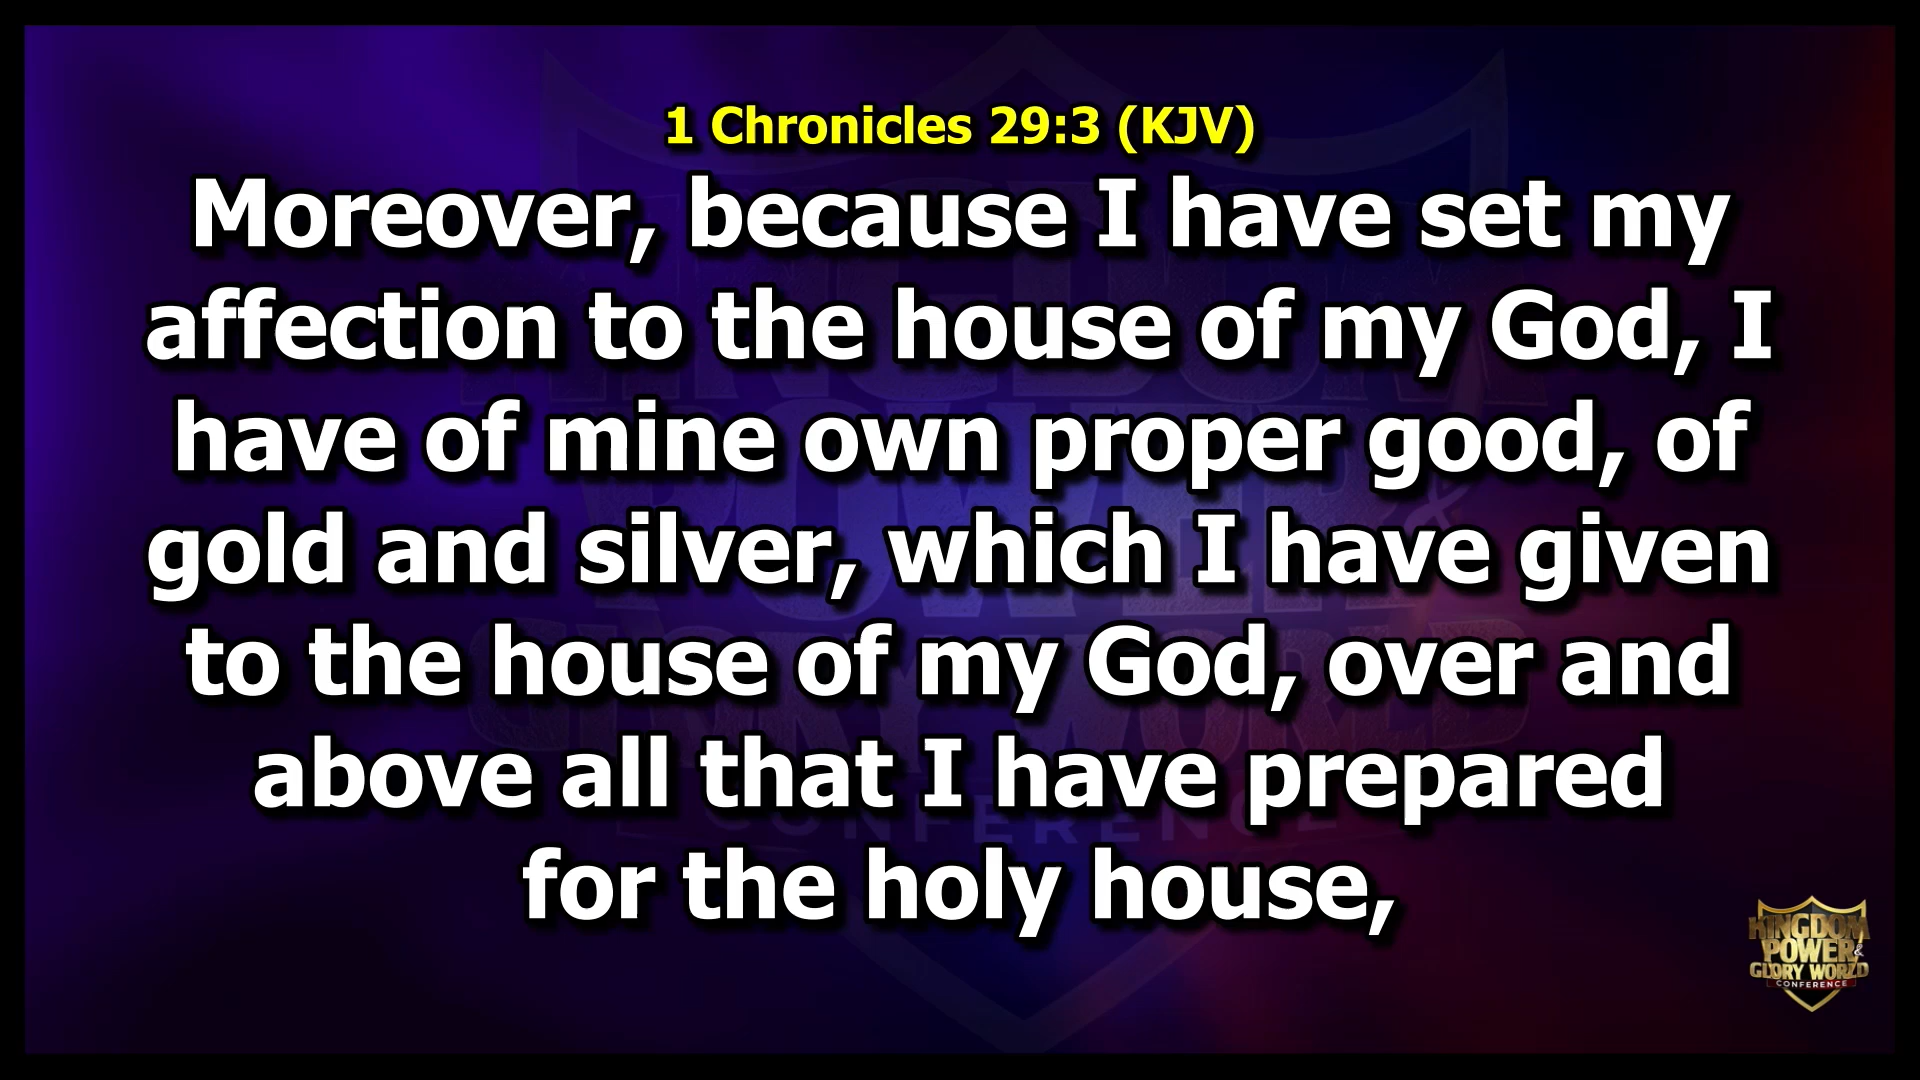 1 Chronicles 29:3 (KJV)
Moreover, because I have set my
affection to the house of my God, I
have of mine own proper good, of
gold and silver, which I have given
to the house of my God, over and
above all that I have prepared
for the holy house,
KINGDOM
POWER &
GLORY WORLD
CONFERENCE